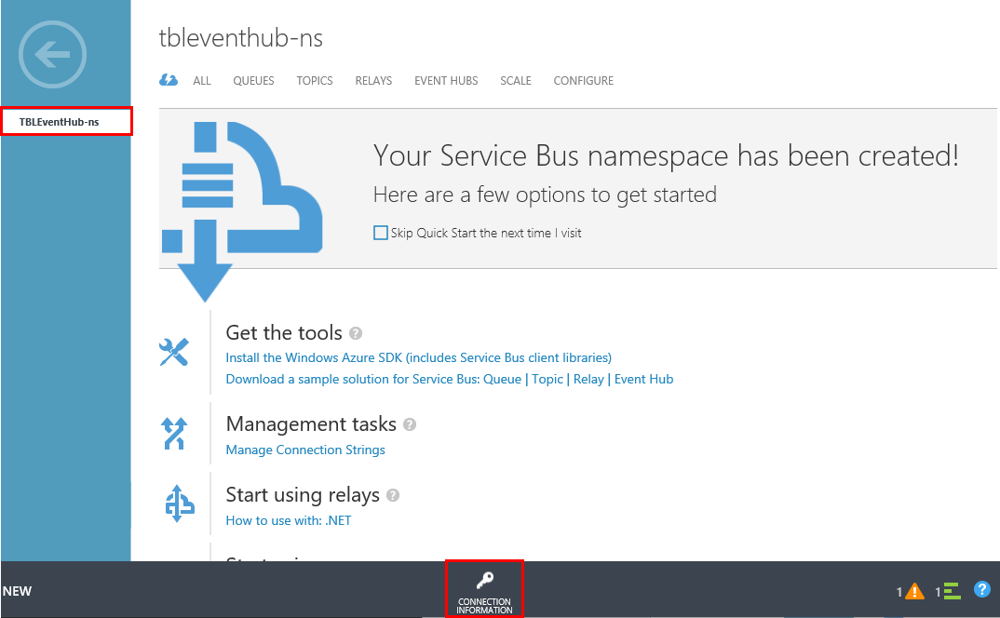 tbleventhub-ns
ALL QUEUES TOPICS RELAYS EVENT HUBS SCALE CONFIGURE
TBLEventHub-ns
Your Service Bus namespace has been created!
Here are a few options to get started
Skip Quick Start the next time I visit
Get the tools ?
Install the Windows Azure SDK (includes Service Bus client libraries)
Download a sample solution for Service Bus: Queue | Topic | Relay | Event Hub
Management tasks ?
Manage Connection Strings
Start using relays ?
How to use with: .NET
NEW
CONNECTION
INFORMATION
1 ! 1 ?